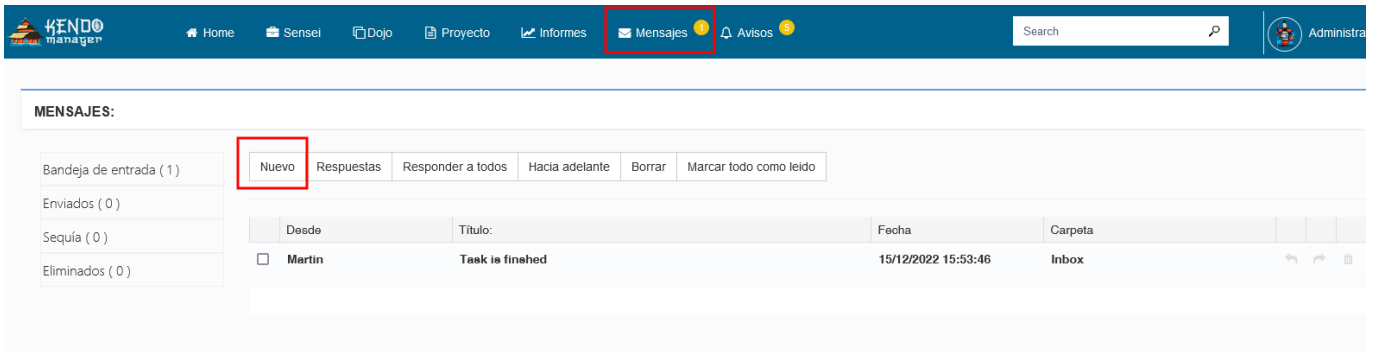 KENDO manager
Home Sensei Dojo Proyecto Informes Mensajes 1 Avisos 5 Search Administra
MENSAJES:
Bandeja de entrada ( 1 )
Enviados ( 0 )
Sequía ( 0 )
Eliminados ( 0 )
Nuevo Respuestas Responder a todos Hacia adelante Borrar Marcar todo como leido
Desde Título: Fecha Carpeta
Martin Task is finshed 15/12/2022 15:53:46 Inbox